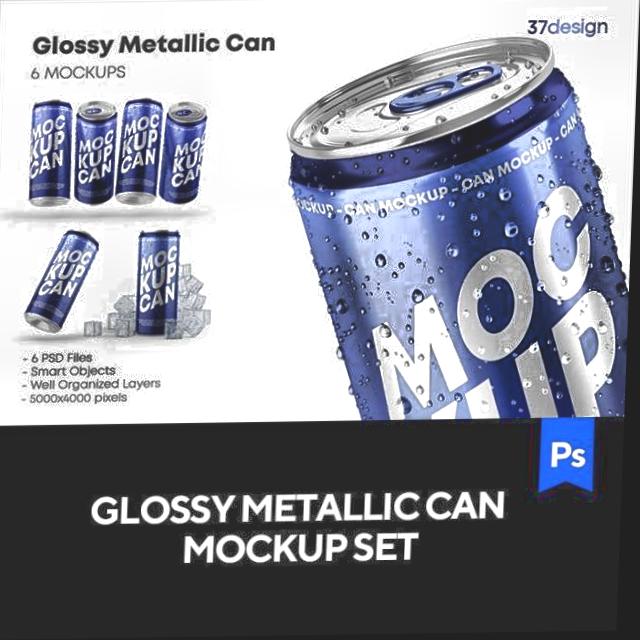 Glossy Metallic Can
6 MOCKUPS
37design
MOC
KUP
CAN
MOC
KUP
CAN
MOC
KUP
CAN
MOC
KUP
CAN
MOC
KUP
CAN
MOC
KUP
CAN
MOCKUP - CAN MOCKUP - CAN MOCKUP - CAN
MOC
KUP
- 6 PSD Files
- Smart Objects
- Well Organized Layers
- 5000x4000 pixels
Ps
GLOSSY METALLIC CAN
MOCKUP SET